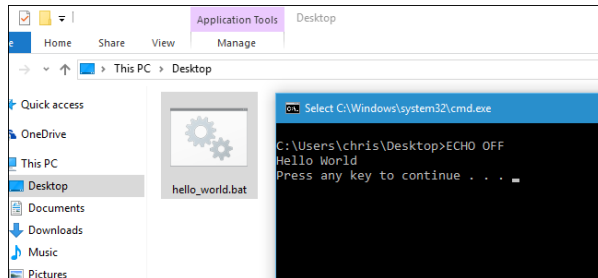 Application Tools
Desktop
Home
Share
View
Manage
This PC > Desktop
Quick access
OneDrive
This PC
Desktop
Documents
Downloads
Music
Pictures
hello_world.bat
Select C:\Windows\system32\cmd.exe
C:\Users\chris\Desktop>ECHO OFF
Hello World
Press any key to continue . . .